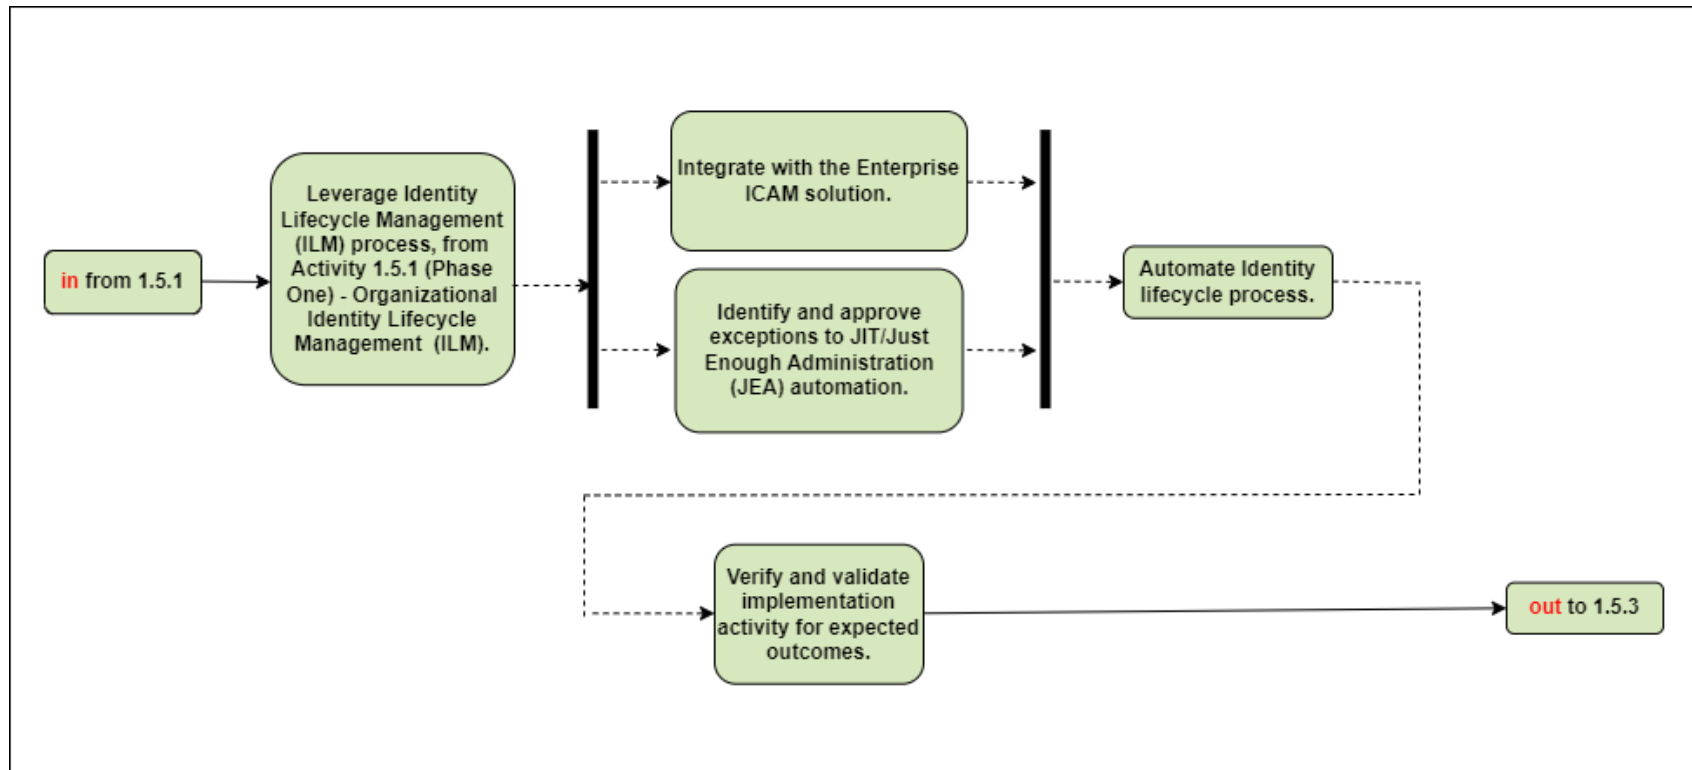 in from 1.5.1
Leverage Identity
Lifecycle Management
(ILM) process, from
Activity 1.5.1 (Phase
One) - Organizational
Identity Lifecycle
Management (ILM).
Integrate with the Enterprise
ICAM solution.
Identify and approve
exceptions to JIT/Just
Enough Administration
(JEA) automation.
Automate Identity
lifecycle process.
Verify and validate
implementation
activity for expected
outcomes.
out to 1.5.3